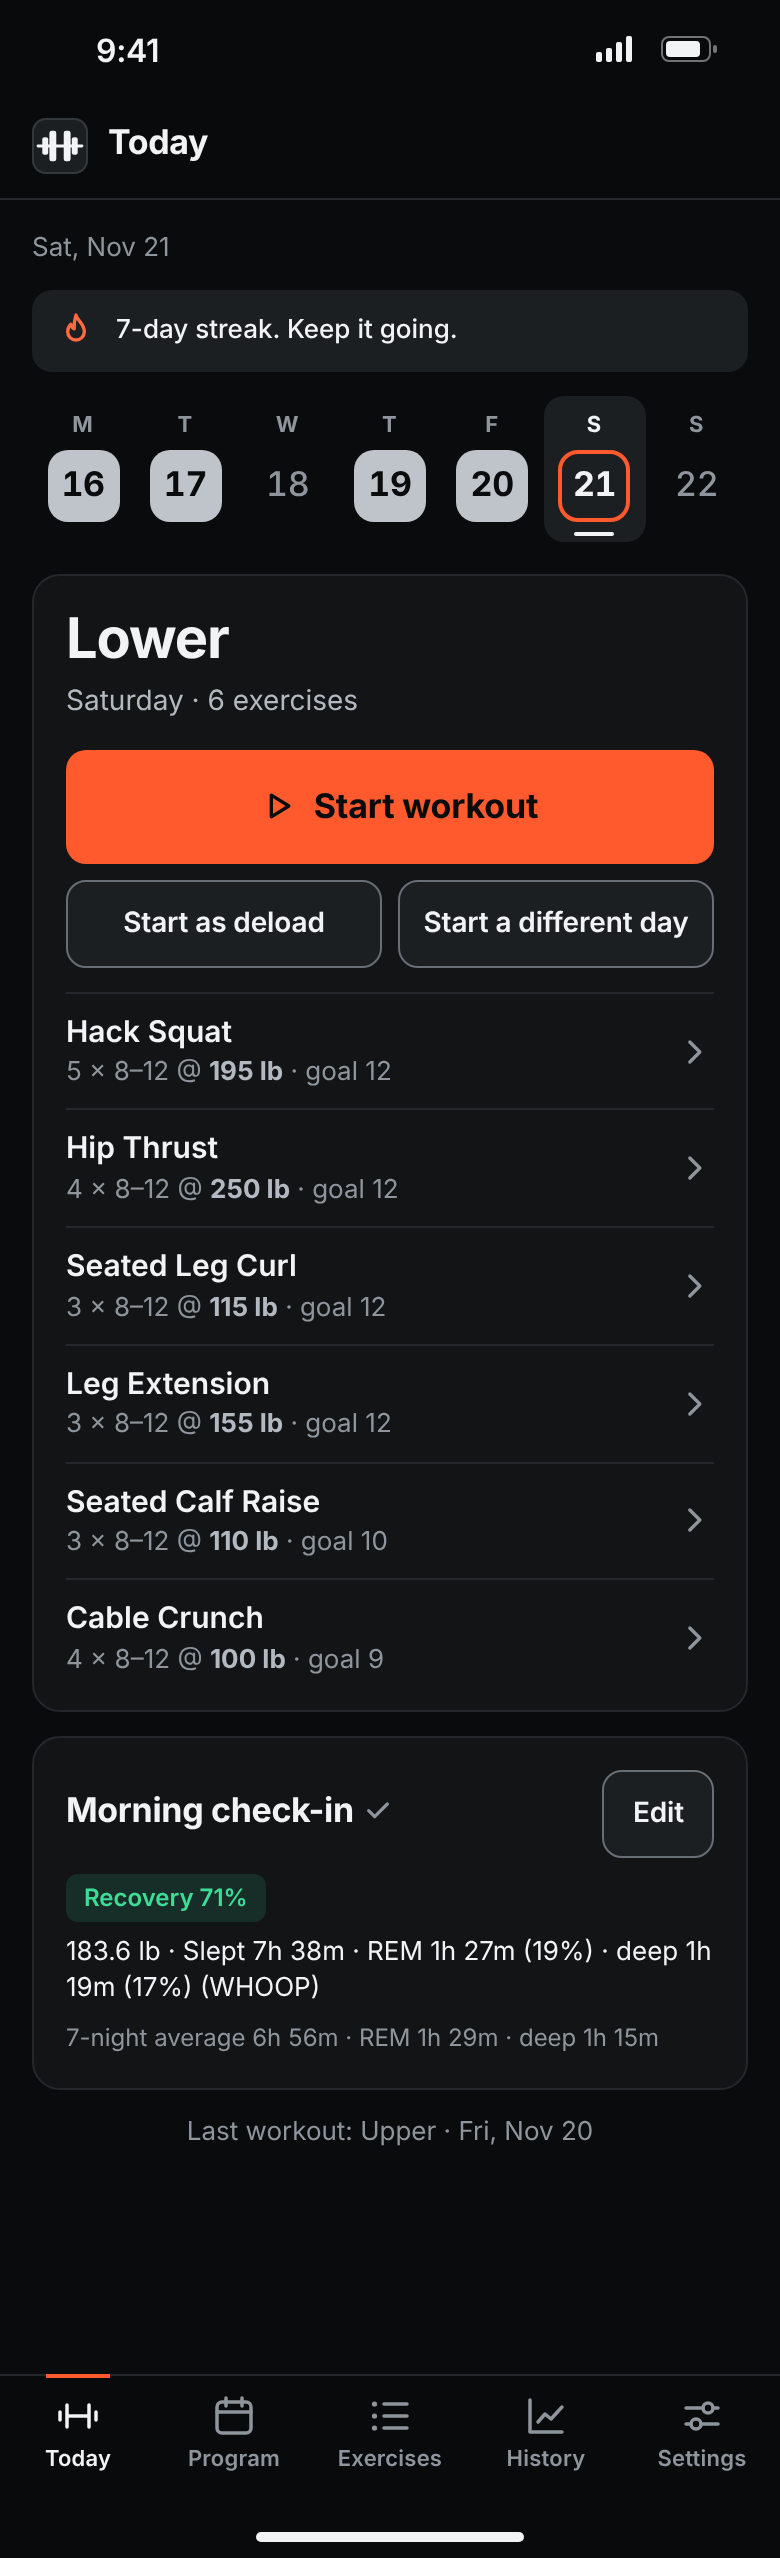 9:41
Today
Sat, Nov 21
7-day streak. Keep it going.
M T W T F S S
16 17 18 19 20 21 22
Lower
Saturday · 6 exercises
Start workout
Start as deload
Start a different day
Hack Squat
5 × 8–12 @ 195 lb · goal 12
Hip Thrust
4 × 8–12 @ 250 lb · goal 12
Seated Leg Curl
3 × 8–12 @ 115 lb · goal 12
Leg Extension
3 × 8–12 @ 155 lb · goal 12
Seated Calf Raise
3 × 8–12 @ 110 lb · goal 10
Cable Crunch
4 × 8–12 @ 100 lb · goal 9
Morning check-in
Edit
Recovery 71%
183.6 lb · Slept 7h 38m · REM 1h 27m (19%) · deep 1h
19m (17%) (WHOOP)
7-night average 6h 56m · REM 1h 29m · deep 1h 15m
Last workout: Upper · Fri, Nov 20
Today Program Exercises History Settings